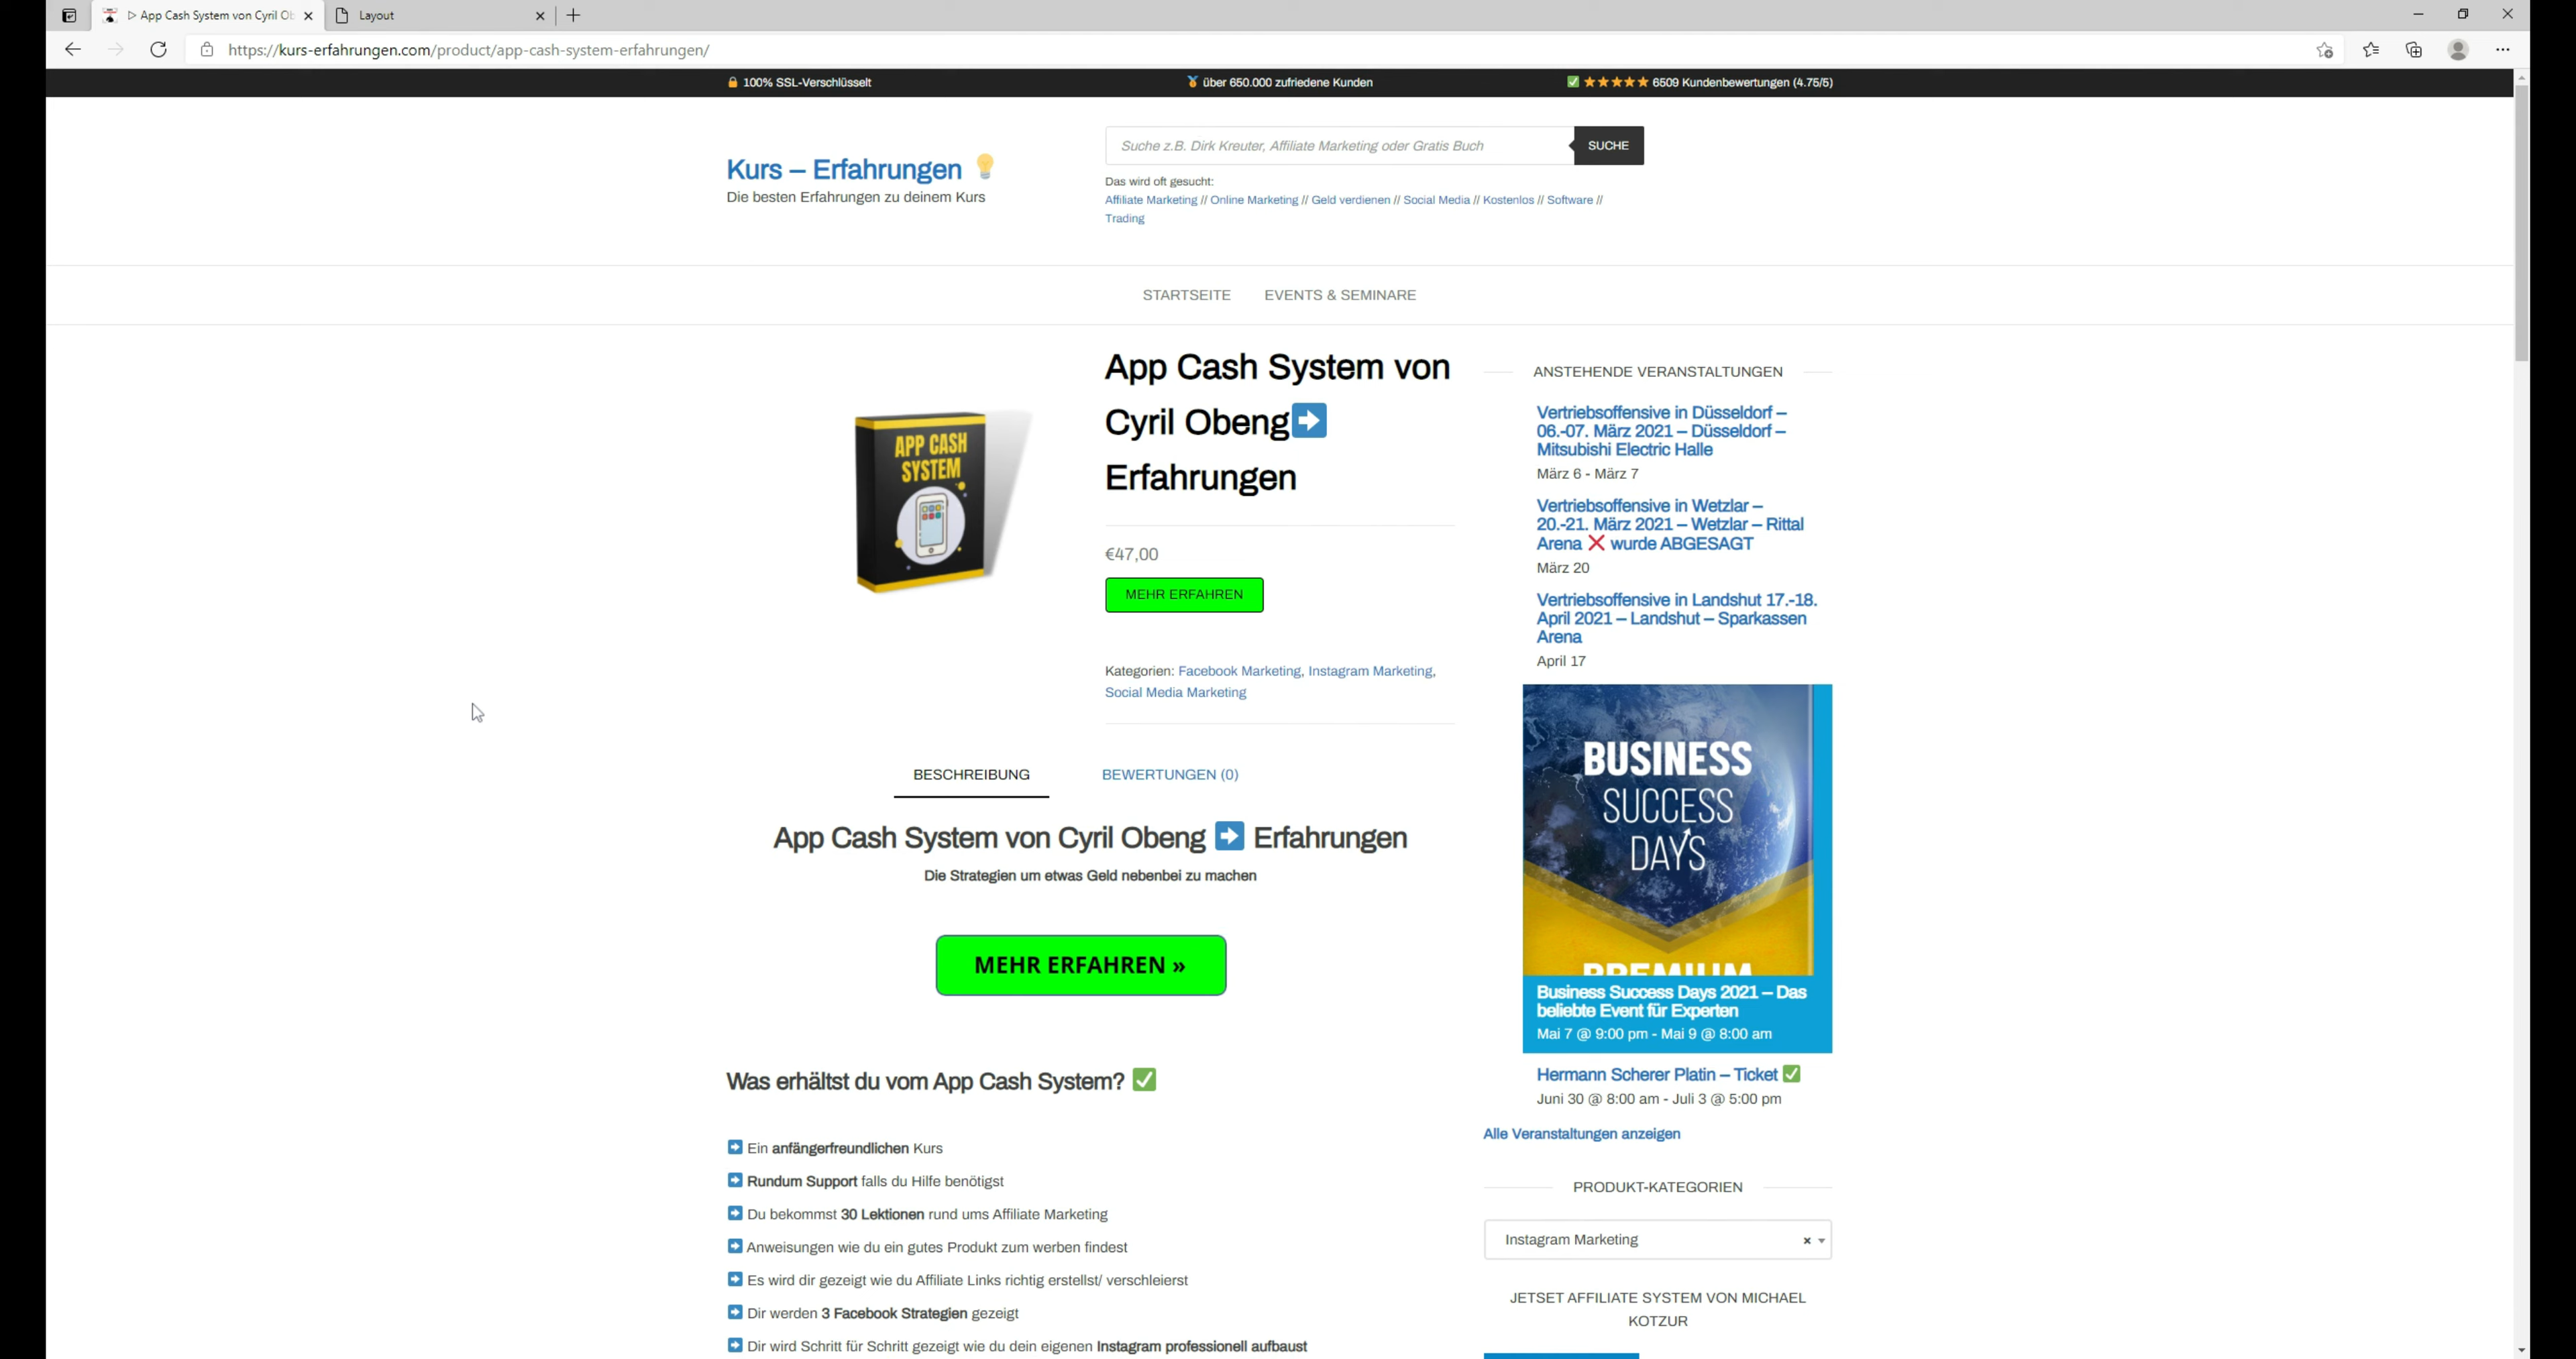 ▷ App Cash System von Cyril Ob
Layout
https://kurs-erfahrungen.com/product/app-cash-system-erfahrungen/
100% SSL-Verschlüsselt
über 650.000 zufriedene Kunden
6509 Kundenbewertungen (4.75/5)
Kurs – Erfahrungen
Die besten Erfahrungen zu deinem Kurs
Suche z.B. Dirk Kreuter, Affiliate Marketing oder Gratis Buch
SUCHE
Das wird oft gesucht:
Affiliate Marketing // Online Marketing // Geld verdienen // Social Media // Kostenlos // Software //
Trading
STARTSEITE
EVENTS & SEMINARE
APP CASH
SYSTEM
App Cash System von
Cyril Obeng➡
Erfahrungen
€47,00
MEHR ERFAHREN
Kategorien: Facebook Marketing, Instagram Marketing,
Social Media Marketing
BESCHREIBUNG
BEWERTUNGEN (0)
App Cash System von Cyril Obeng ➡ Erfahrungen
Die Strategien um etwas Geld nebenbei zu machen
MEHR ERFAHREN »
Was erhältst du vom App Cash System? ✅
➡ Ein anfängerfreundlichen Kurs
➡ Rundum Support falls du Hilfe benötigst
➡ Du bekommst 30 Lektionen rund ums Affiliate Marketing
➡ Anweisungen wie du ein gutes Produkt zum werben findest
➡ Es wird dir gezeigt wie du Affiliate Links richtig erstellst/ verschleierst
➡ Dir werden 3 Facebook Strategien gezeigt
➡ Dir wird Schritt für Schritt gezeigt wie du dein eigenen Instagram professionell aufbaust
ANSTEHENDE VERANSTALTUNGEN
Vertriebsoffensive in Düsseldorf –
06.-07. März 2021 – Düsseldorf –
Mitsubishi Electric Halle
März 6 - März 7
Vertriebsoffensive in Wetzlar –
20.-21. März 2021 – Wetzlar – Rittal
Arena ❌ wurde ABGESAGT
März 20
Vertriebsoffensive in Landshut 17.-18.
April 2021 – Landshut – Sparkassen
Arena
April 17
BUSINESS
SUCCESS
DAYS
PREMIUM
Business Success Days 2021 – Das
beliebte Event für Experten
Mai 7 @ 9:00 pm - Mai 9 @ 8:00 am
Hermann Scherer Platin – Ticket ✅
Juni 30 @ 8:00 am - Juli 3 @ 5:00 pm
Alle Veranstaltungen anzeigen
PRODUKT-KATEGORIEN
Instagram Marketing
JETSET AFFILIATE SYSTEM VON MICHAEL
KOTZUR